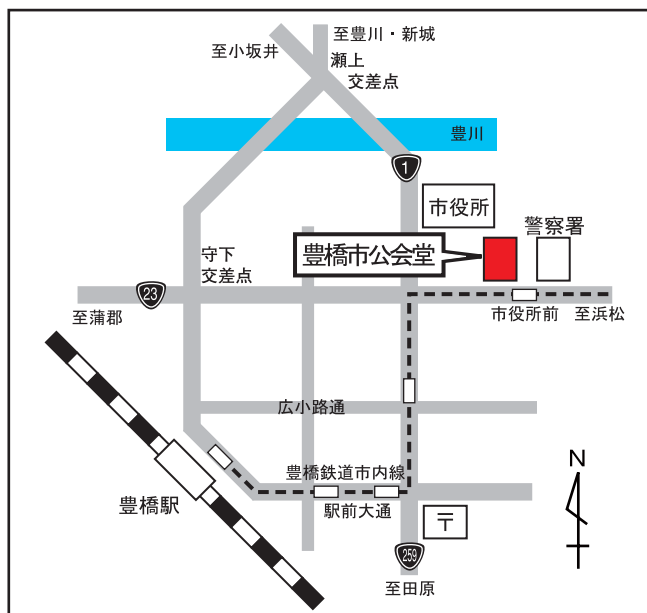 至豊川・新城
至小坂井
瀬上
交差点
豊川
1
市役所
警察署
豊橋市公会堂
守下
交差点
23
至蒲郡
市役所前
至浜松
広小路通
豊橋鉄道市内線
駅前大通
豊橋駅
N
〒
259
至田原